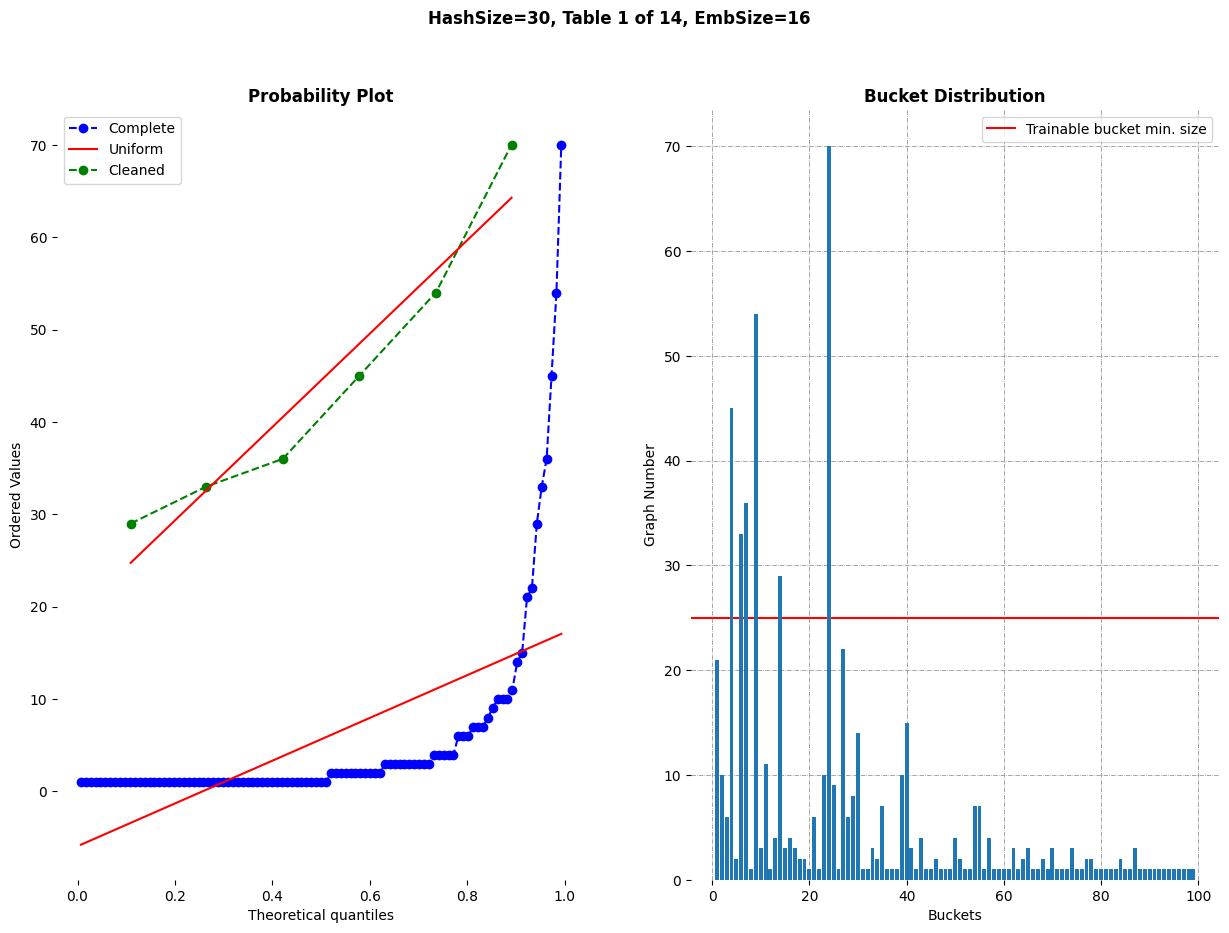 HashSize=30, Table 1 of 14, EmbSize=16
Probability Plot
Complete
Uniform
Cleaned
70
60
50
40
30
20
10
0
Ordered Values
0.0 0.2 0.4 0.6 0.8 1.0
Theoretical quantiles
Bucket Distribution
Trainable bucket min. size
70
60
50
40
30
20
10
0
Graph Number
0 20 40 60 80 100
Buckets